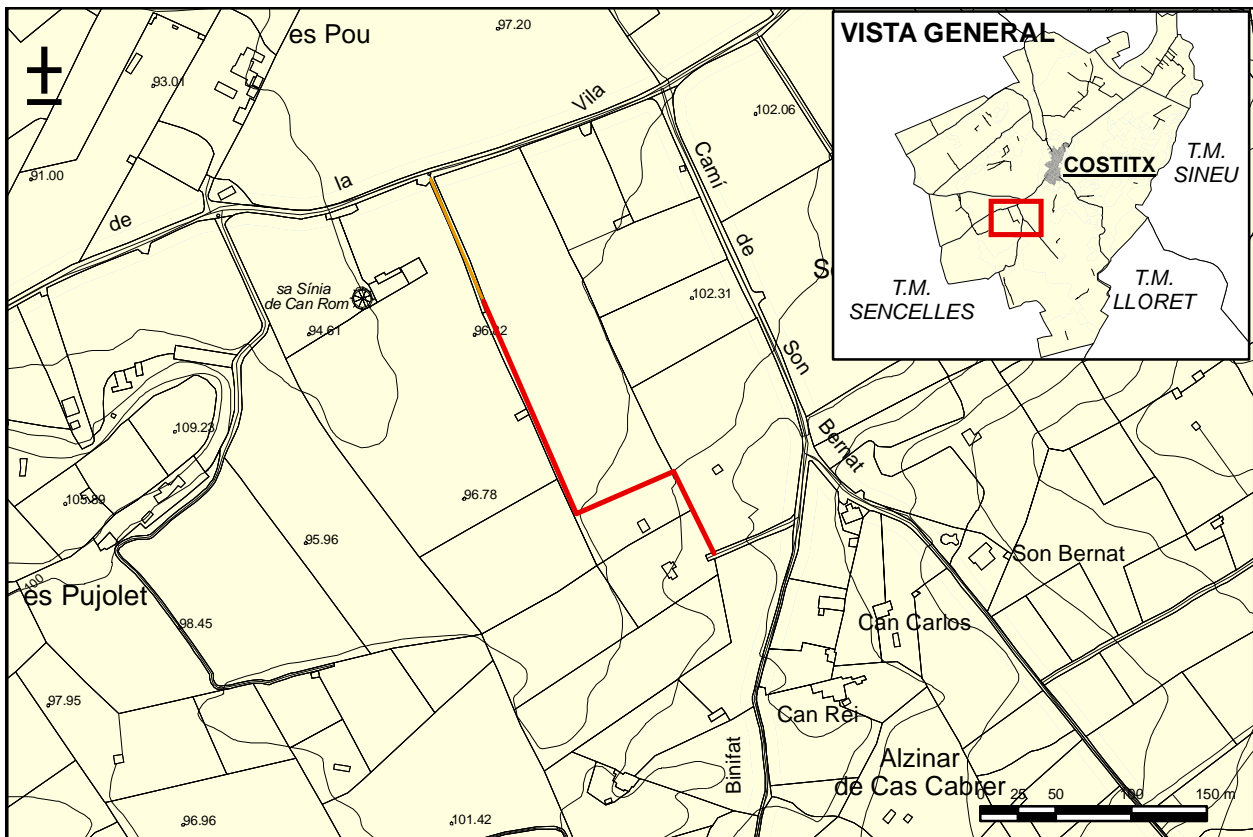 es Pou
97.20
93.01
91.00
de
la
Vila
102.06
Camí
de
Son
Bernat
sa Sínia
de Can Rom
94.61
102.31
109.23
105.89
96.78
95.96
100
es Pujolet
98.45
97.95
96.96
101.42
Son Bernat
Can Carlos
Can Rei
Binifat
Alzinar
de Cas Cabrer
0 25 50 100 150 m
VISTA GENERAL
COSTITX
T.M.
SINEU
T.M.
SENCELLES
T.M.
LLORET